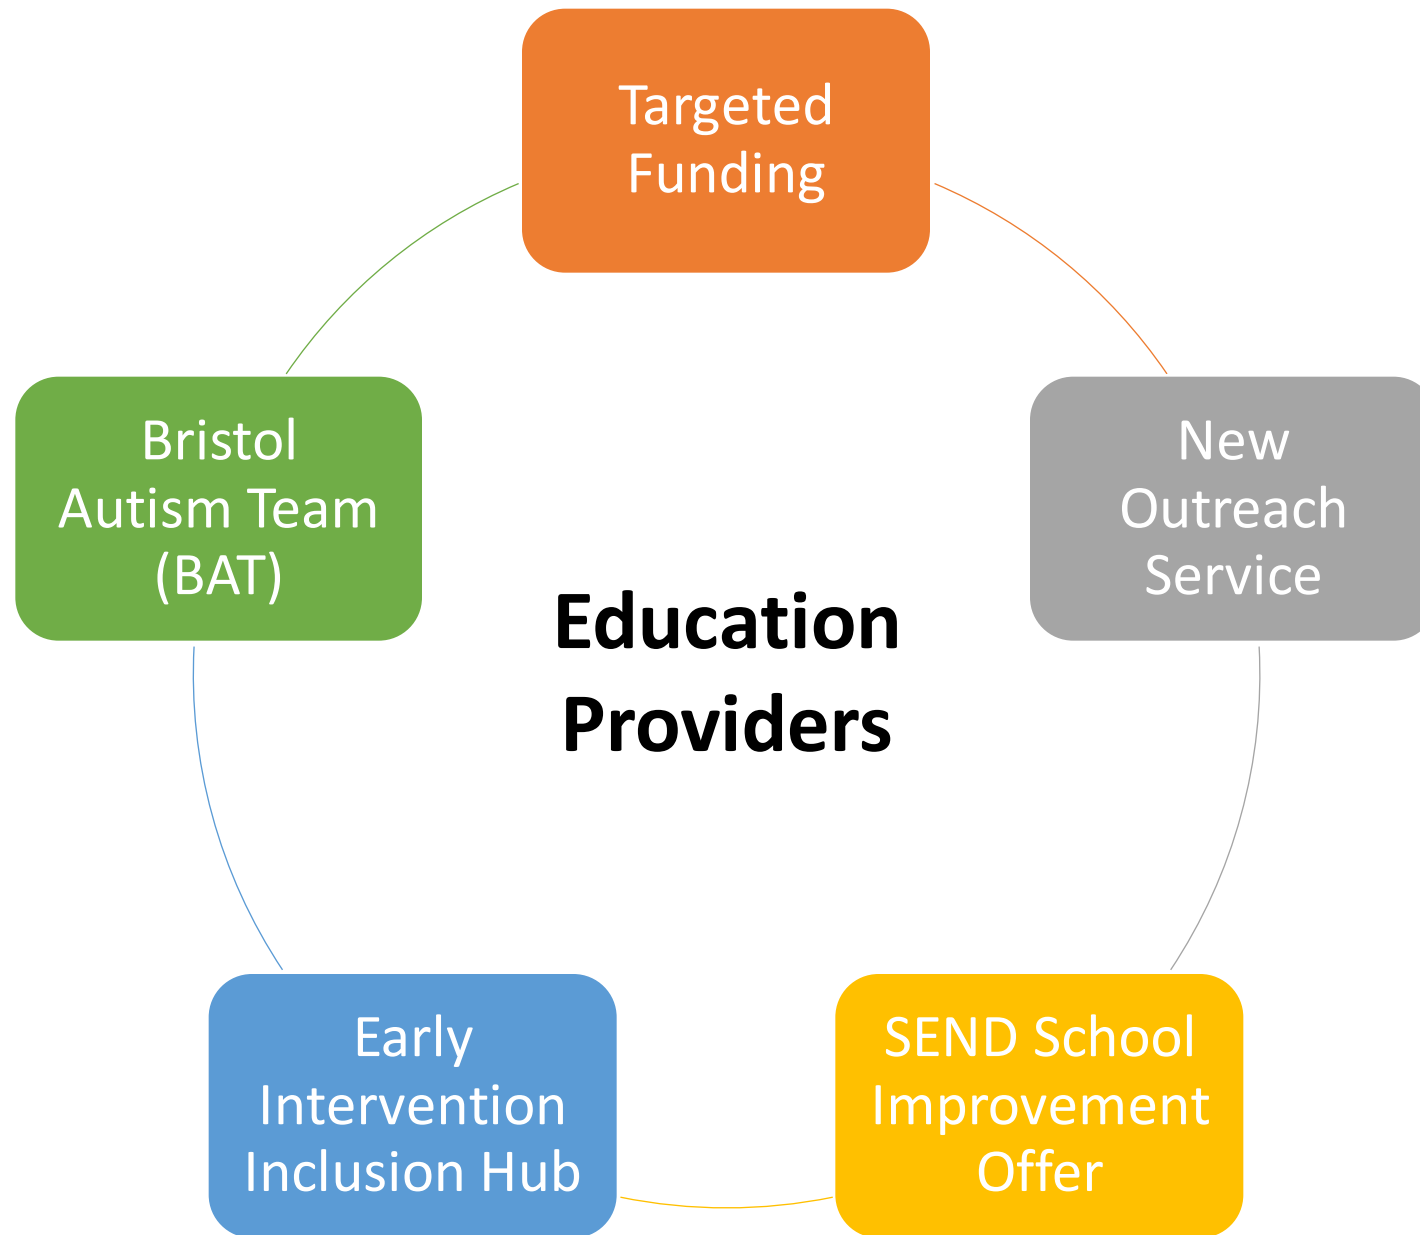 Targeted
Funding
Bristol
Autism Team
(BAT)
New
Outreach
Service
Education
Providers
Early
Intervention
Inclusion Hub
SEND School
Improvement
Offer